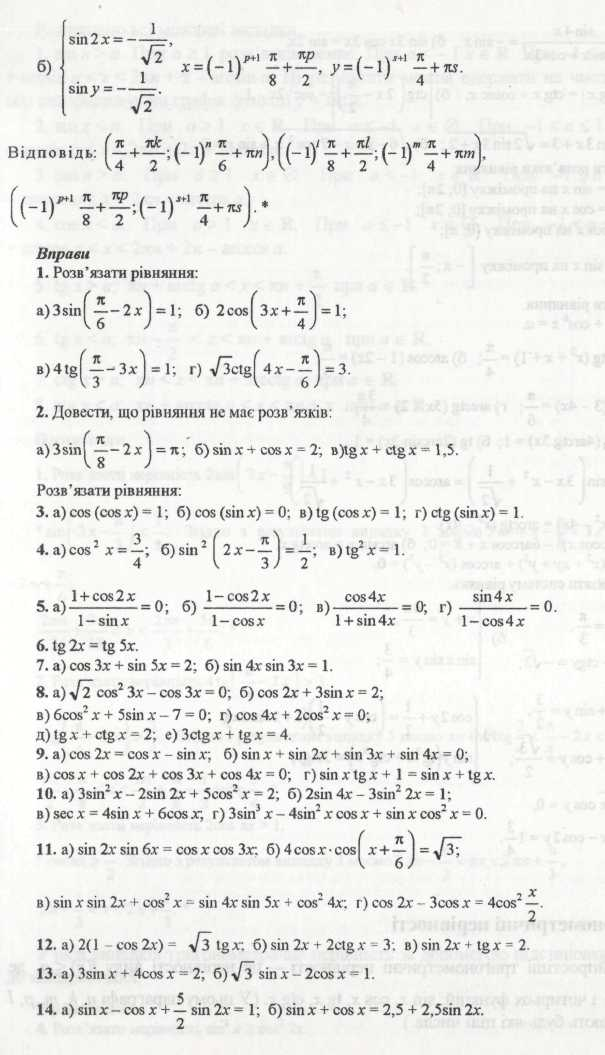 б) { sin 2x = −1/√2, sin y = −1/√2. x = (−1)^{p+1} π/8 + πp/2, y = (−1)^{s+1} π/4 + πs.
Відповідь: (π/4 + πk/2; (−1)^n π/6 + πn), ((−1)^l π/8 + πl/2; (−1)^m π/4 + πm),
((−1)^{p+1} π/8 + πp/2; (−1)^{s+1} π/4 + πs). *
Вправи
1. Розв’язати рівняння:
а) 3sin(π/6 − 2x) = 1; б) 2cos(3x + π/4) = 1;
в) 4tg(π/3 − 3x) = 1; г) √3ctg(4x − π/6) = 3.
2. Довести, що рівняння не має розв’язків:
а) 3sin(π/8 − 2x) = π; б) sin x + cos x = 2; в)tg x + ctg x = 1,5.
Розв’язати рівняння:
3. а) cos (cos x) = 1; б) cos (sin x) = 0; в) tg (cos x) = 1; г) ctg (sin x) = 1.
4. а) cos² x = 3/4; б) sin²(2x − π/3) = 1/2; в) tg² x = 1.
5. а) (1 + cos 2x)/(1 − sin x) = 0; б) (1 − cos 2x)/(1 − cos x) = 0; в) cos 4x/(1 + sin 4x) = 0; г) sin 4x/(1 − cos 4x) = 0.
6. tg 2x = tg 5x.
7. а) cos 3x + sin 5x = 2; б) sin 4x sin 3x = 1.
8. а) √2 cos² 3x − cos 3x = 0; б) cos 2x + 3sin x = 2;
в) 6cos² x + 5sin x − 7 = 0; г) cos 4x + 2cos² x = 0;
д) tg x + ctg x = 2; е) 3ctg x + tg x = 4.
9. а) cos 2x = cos x − sin x; б) sin x + sin 2x + sin 3x + sin 4x = 0;
в) cos x + cos 2x + cos 3x + cos 4x = 0; г) sin x tg x + 1 = sin x + tg x.
10. а) 3sin² x − 2sin 2x + 5cos² x = 2; б) 2sin 4x − 3sin² 2x = 1;
в) sec x = 4sin x + 6cos x; г) 3sin³ x − 4sin² x cos x + sin x cos² x = 0.
11. а) sin 2x sin 6x = cos x cos 3x; б) 4cos x · cos(x + π/6) = √3;
в) sin x sin 2x + cos² x = sin 4x sin 5x + cos² 4x; г) cos 2x − 3cos x = 4cos² x/2.
12. а) 2(1 − cos 2x) = √3 tg x; б) sin 2x + 2ctg x = 3; в) sin 2x + tg x = 2.
13. а) 3sin x + 4cos x = 2; б) √3 sin x − 2cos x = 1.
14. а) sin x − cos x + 5/2 sin 2x = 1; б) sin x + cos x = 2,5 + 2,5sin 2x.